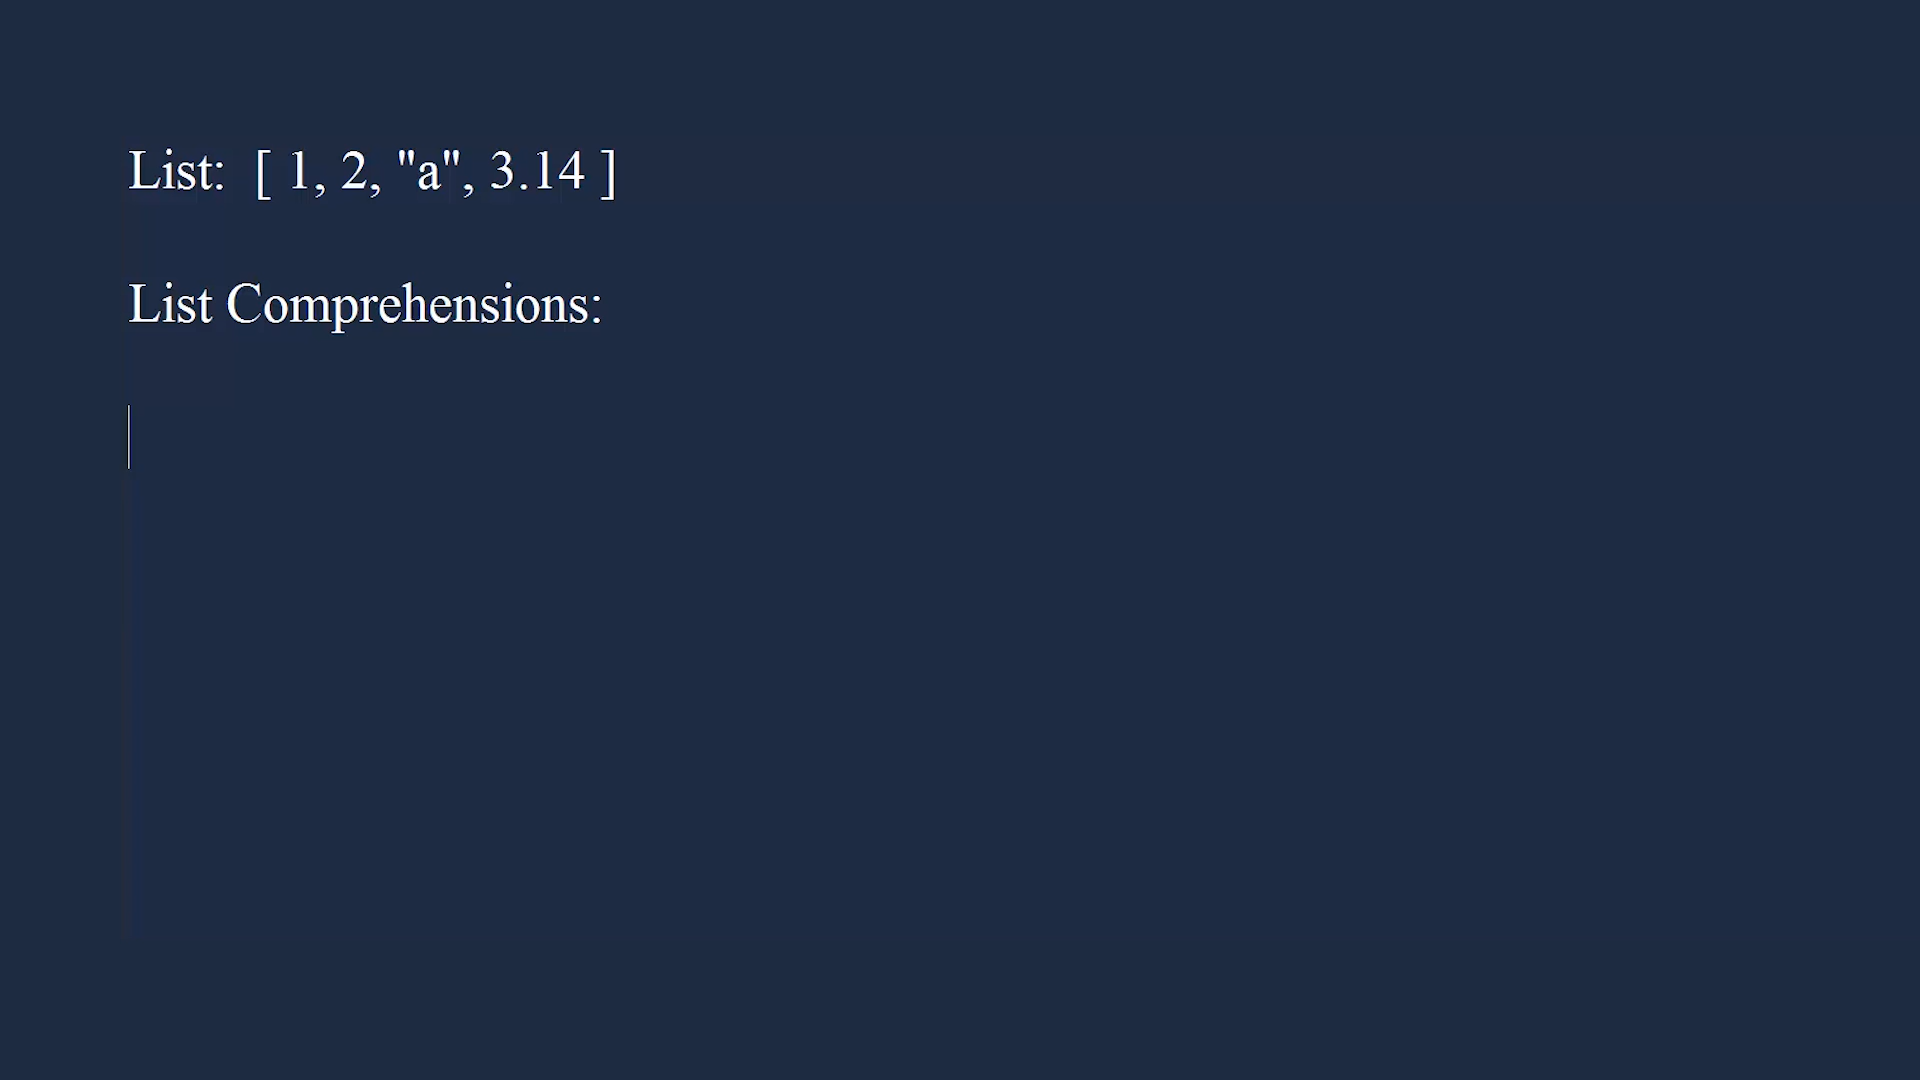 List:  [ 1, 2, "a", 3.14 ]
List Comprehensions: